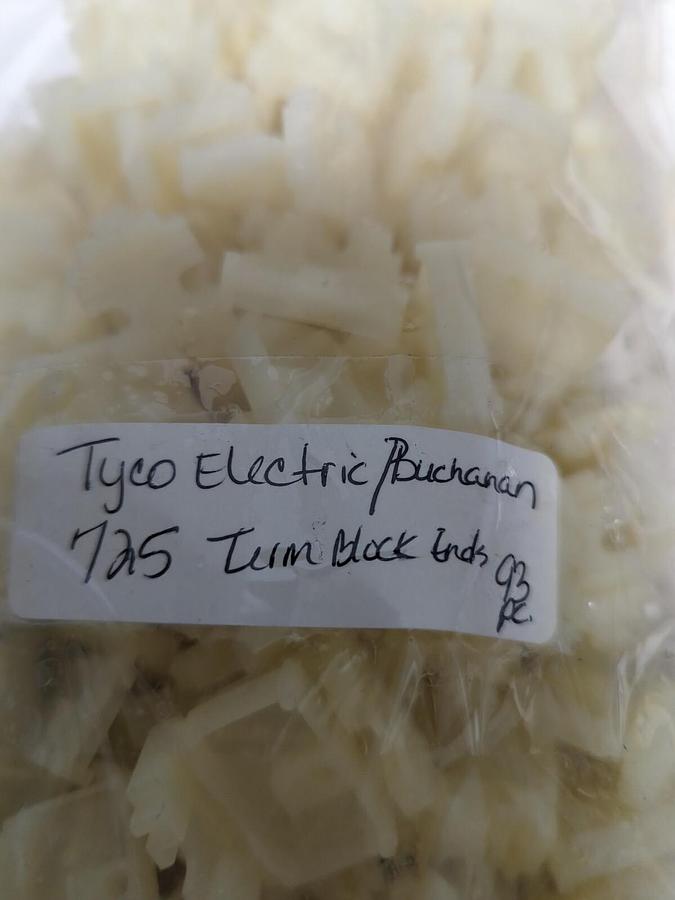 Tyco Electric/Buchanan
725 Term Block Ends 93
pc.